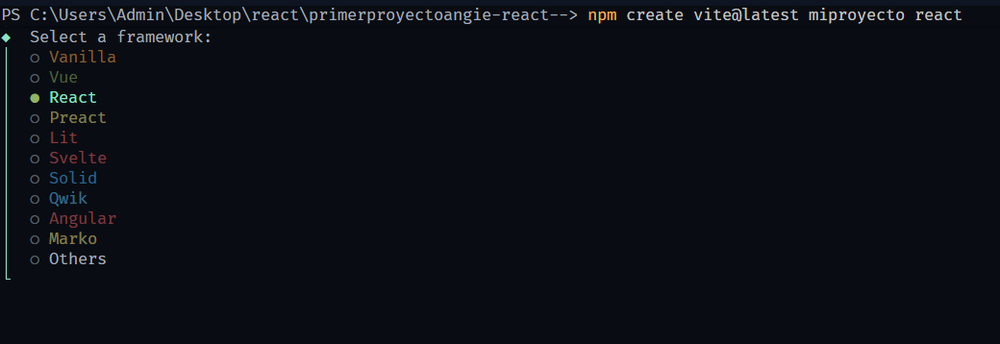 PS C:\Users\Admin\Desktop\react\primerproyectoangie-react--> npm create vite@latest miproyecto react
◆ Select a framework:
○ Vanilla
○ Vue
● React
○ Preact
○ Lit
○ Svelte
○ Solid
○ Qwik
○ Angular
○ Marko
○ Others